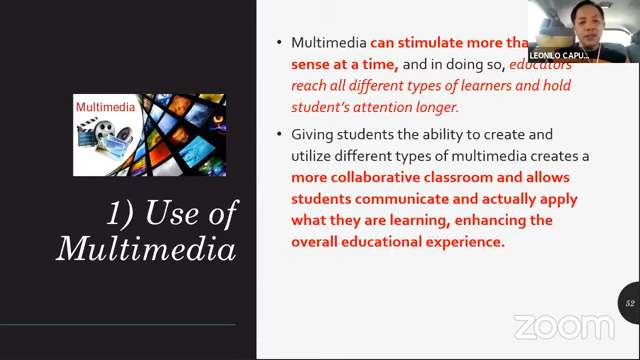 Multimedia
1) Use of
Multimedia
• Multimedia can stimulate more tha
sense at a time, and in doing so, educators
reach all different types of learners and hold
student's attention longer.
• Giving students the ability to create and
utilize different types of multimedia creates a
more collaborative classroom and allows
students communicate and actually apply
what they are learning, enhancing the
overall educational experience.
LEONILO CAPU...
52
zoom